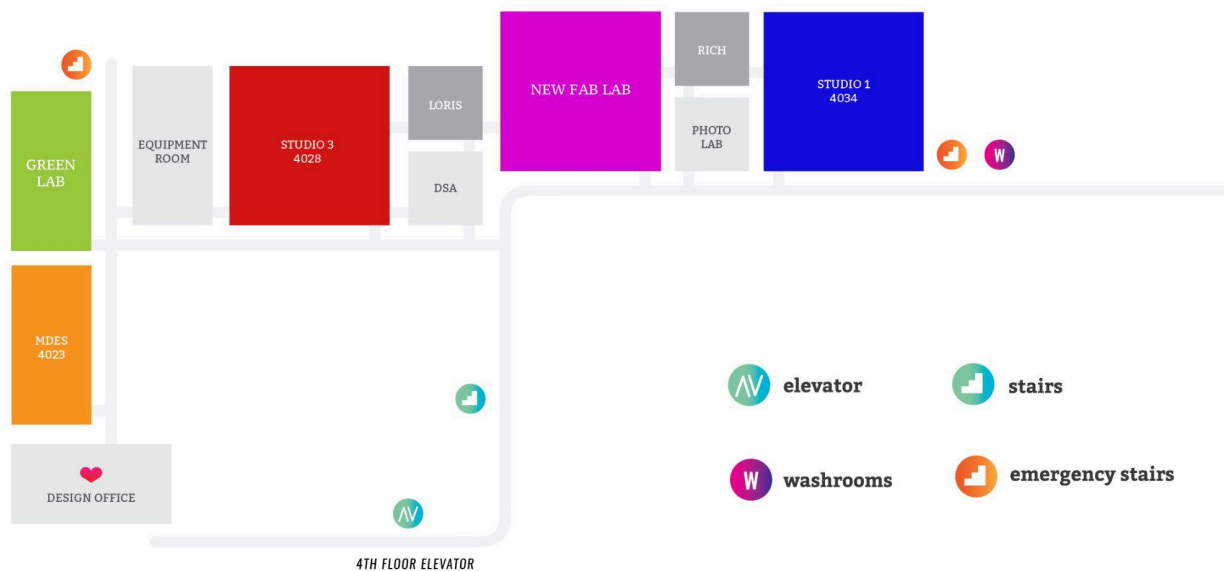 RICH
STUDIO 1
4034
NEW FAB LAB
LORIS
PHOTO
LAB
EQUIPMENT
ROOM
STUDIO 3
4028
GREEN
LAB
DSA
W
MDES
4023
elevator
stairs
W
washrooms
emergency stairs
DESIGN OFFICE
4TH FLOOR ELEVATOR